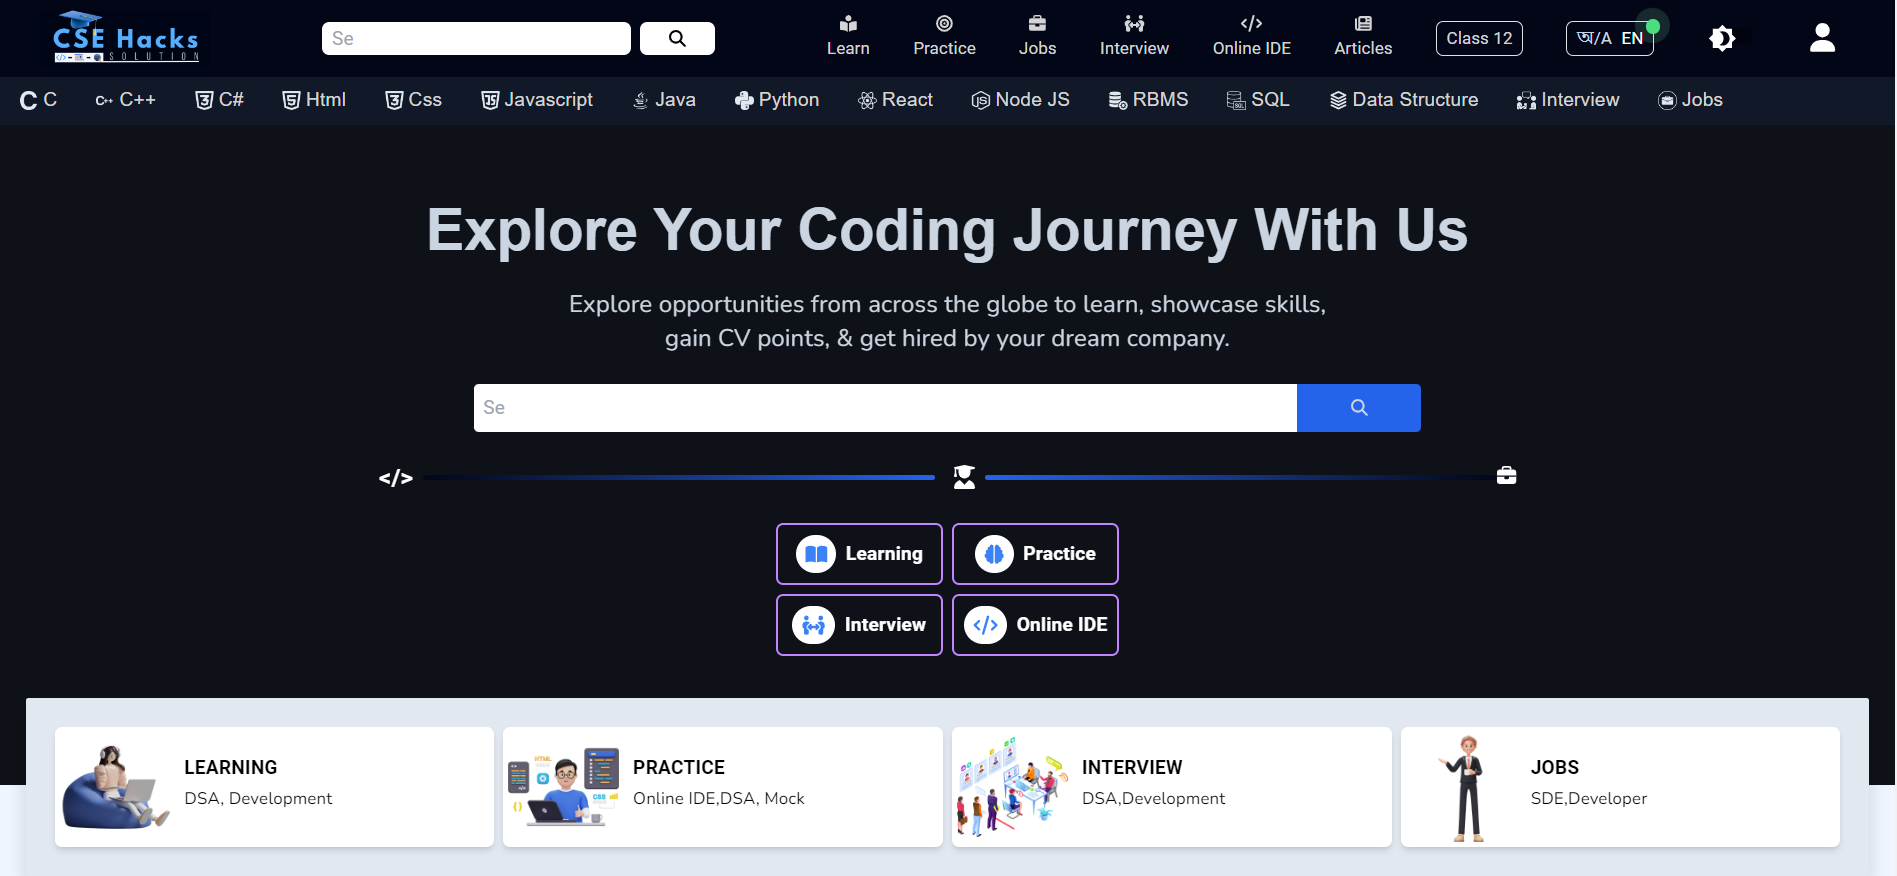 CSE Hacks
SOLUTION
Se
Learn
Practice
Jobs
Interview
Online IDE
Articles
Class 12
অ/A EN
C
C++
C#
Html
Css
Javascript
Java
Python
React
Node JS
RBMS
SQL
Data Structure
Interview
Jobs
Explore Your Coding Journey With Us
Explore opportunities from across the globe to learn, showcase skills,
gain CV points, & get hired by your dream company.
Se
</>
Learning
Practice
Interview
Online IDE
LEARNING
DSA, Development
HTML
CSS
PRACTICE
Online IDE,DSA, Mock
INTERVIEW
DSA,Development
JOBS
SDE,Developer